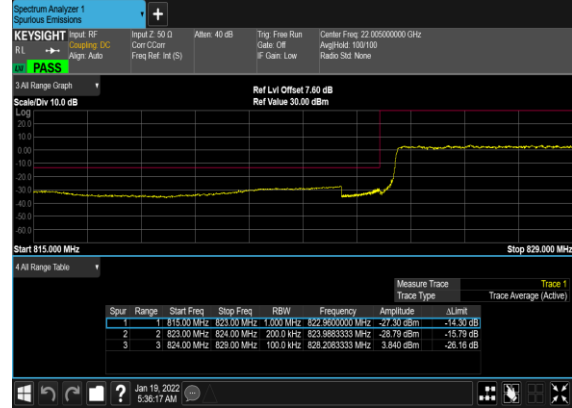 Spectrum Analyzer 1
Spurious Emissions
+
KEYSIGHT Input: RF Input Z: 50 Ω Atten: 40 dB Trig: Free Run Center Freq: 22.005000000 GHz
RL Coupling: DC Corr CCorr Gate: Off Avg|Hold: 100/100
Align: Auto Freq Ref: Int (S) IF Gain: Low Radio Std: None
PASS
3 All Range Graph
Ref Lvl Offset 7.60 dB
Scale/Div 10.0 dB Ref Value 30.00 dBm
Log
20.0
10.0
0.00
-10.0
-20.0
-30.0
-40.0
-50.0
-60.0
Start 815.000 MHz Stop 829.000 MHz
4 All Range Table
Measure Trace Trace 1
Trace Type Trace Average (Active)
Spur Range Start Freq Stop Freq RBW Frequency Amplitude ΔLimit
1 1 815.00 MHz 823.00 MHz 1.000 MHz 822.9600000 MHz -27.30 dBm -14.30 dB
2 2 823.00 MHz 824.00 MHz 200.0 kHz 823.9883333 MHz -28.79 dBm -15.79 dB
3 3 824.00 MHz 829.00 MHz 100.0 kHz 828.2083333 MHz 3.840 dBm -26.16 dB
? Jan 19, 2022
5:36:17 AM